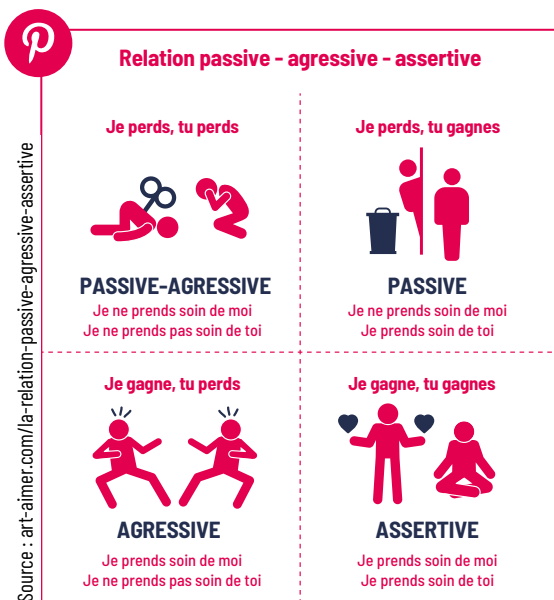 Relation passive - agressive - assertive
Je perds, tu perds
PASSIVE-AGRESSIVE
Je ne prends soin de moi
Je ne prends pas soin de toi
Je perds, tu gagnes
PASSIVE
Je ne prends soin de moi
Je prends soin de toi
Je gagne, tu perds
AGRESSIVE
Je prends soin de moi
Je ne prends pas soin de toi
Je gagne, tu gagnes
ASSERTIVE
Je prends soin de moi
Je prends soin de toi
Source : art-aimer.com/la-relation-passive-agressive-assertive